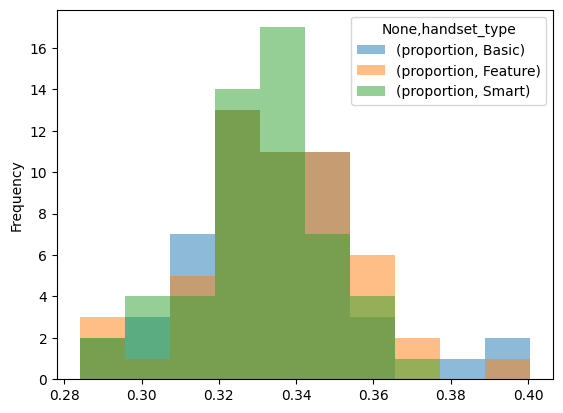 None,handset_type
(proportion, Basic)
(proportion, Feature)
(proportion, Smart)
Frequency
16
14
12
10
8
6
4
2
0
0.28 0.30 0.32 0.34 0.36 0.38 0.40